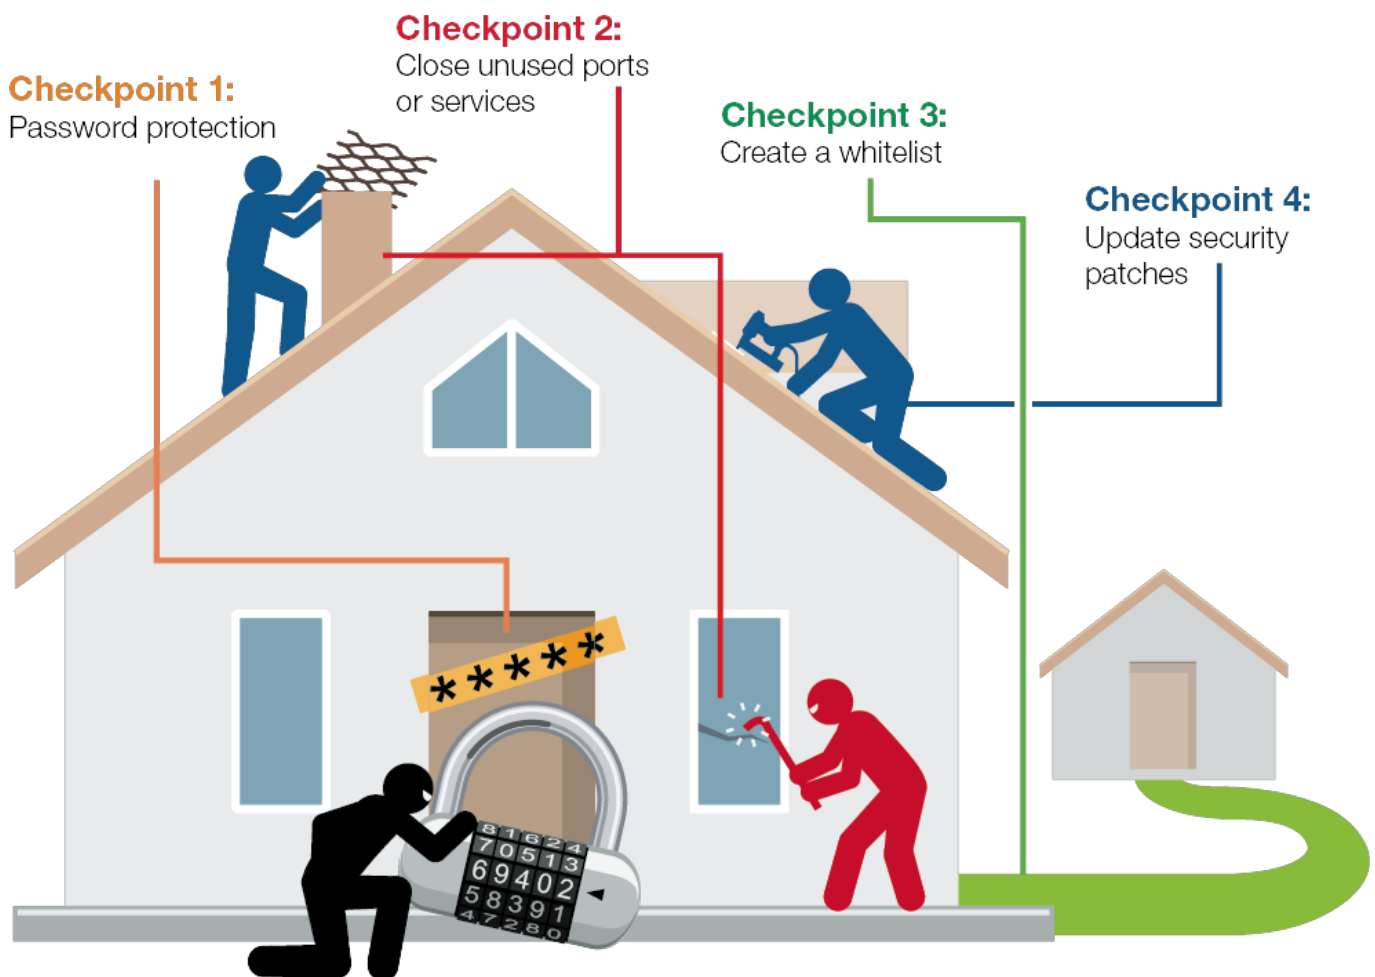 Checkpoint 1:
Password protection
Checkpoint 2:
Close unused ports
or services
Checkpoint 3:
Create a whitelist
Checkpoint 4:
Update security
patches
*****
81624
70513
69402
58391
47280